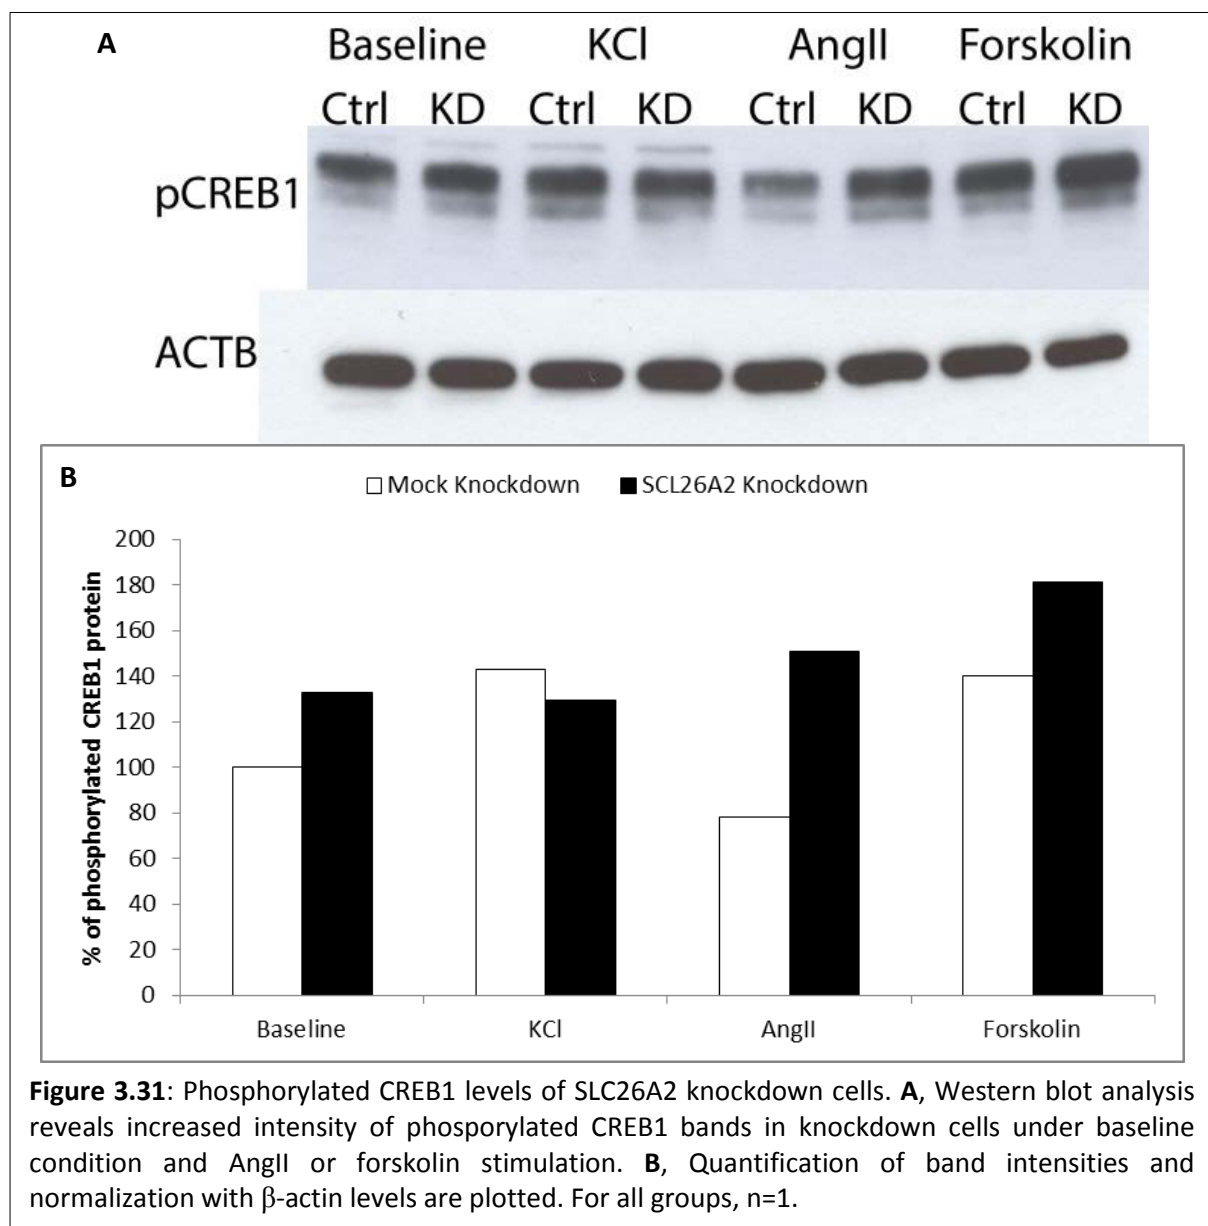 A
Baseline KCl AngII Forskolin
Ctrl KD Ctrl KD Ctrl KD Ctrl KD
pCREB1
ACTB
B
Mock Knockdown SCL26A2 Knockdown
% of phosphorylated CREB1 protein
200
180
160
140
120
100
80
60
40
20
0
Baseline KCl AngII Forskolin
Figure 3.31: Phosphorylated CREB1 levels of SLC26A2 knockdown cells. A, Western blot analysis
reveals increased intensity of phosporylated CREB1 bands in knockdown cells under baseline
condition and AngII or forskolin stimulation. B, Quantification of band intensities and
normalization with β-actin levels are plotted. For all groups, n=1.